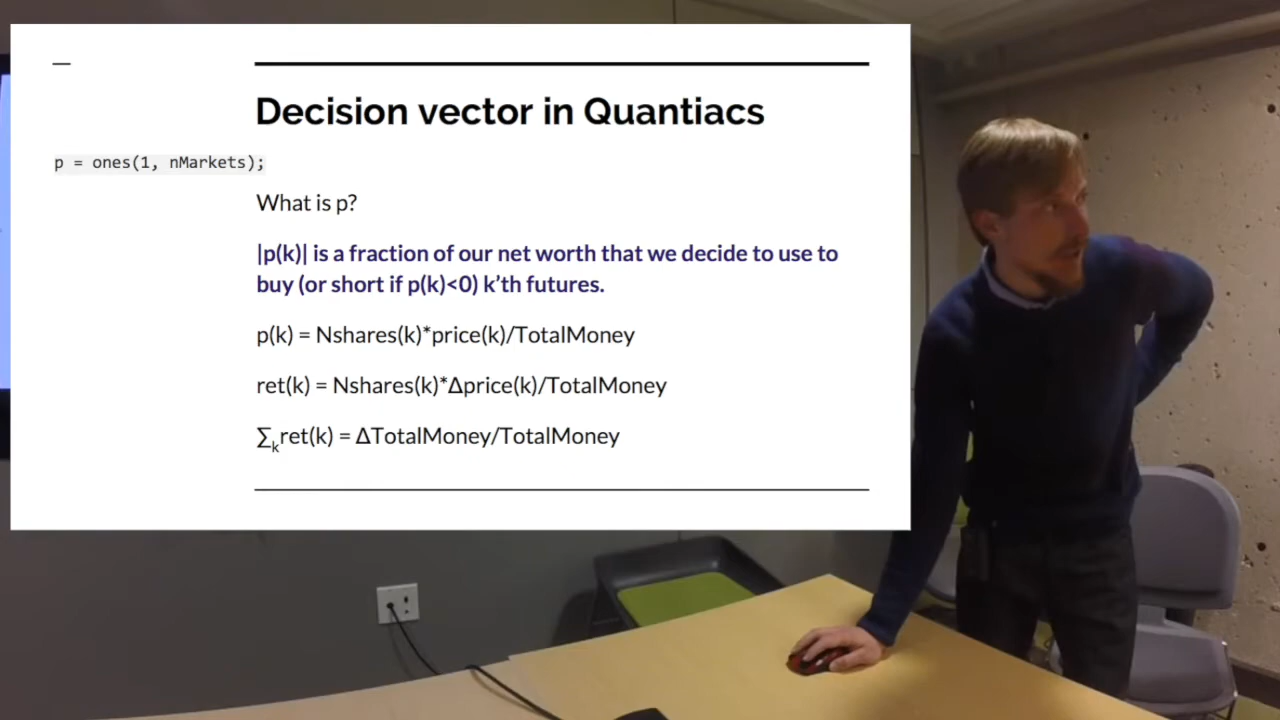 Decision vector in Quantiacs
p = ones(1, nMarkets);
What is p?
|p(k)| is a fraction of our net worth that we decide to use to
buy (or short if p(k)<0) k’th futures.
p(k) = Nshares(k)*price(k)/TotalMoney
ret(k) = Nshares(k)*Δprice(k)/TotalMoney
∑kret(k) = ΔTotalMoney/TotalMoney